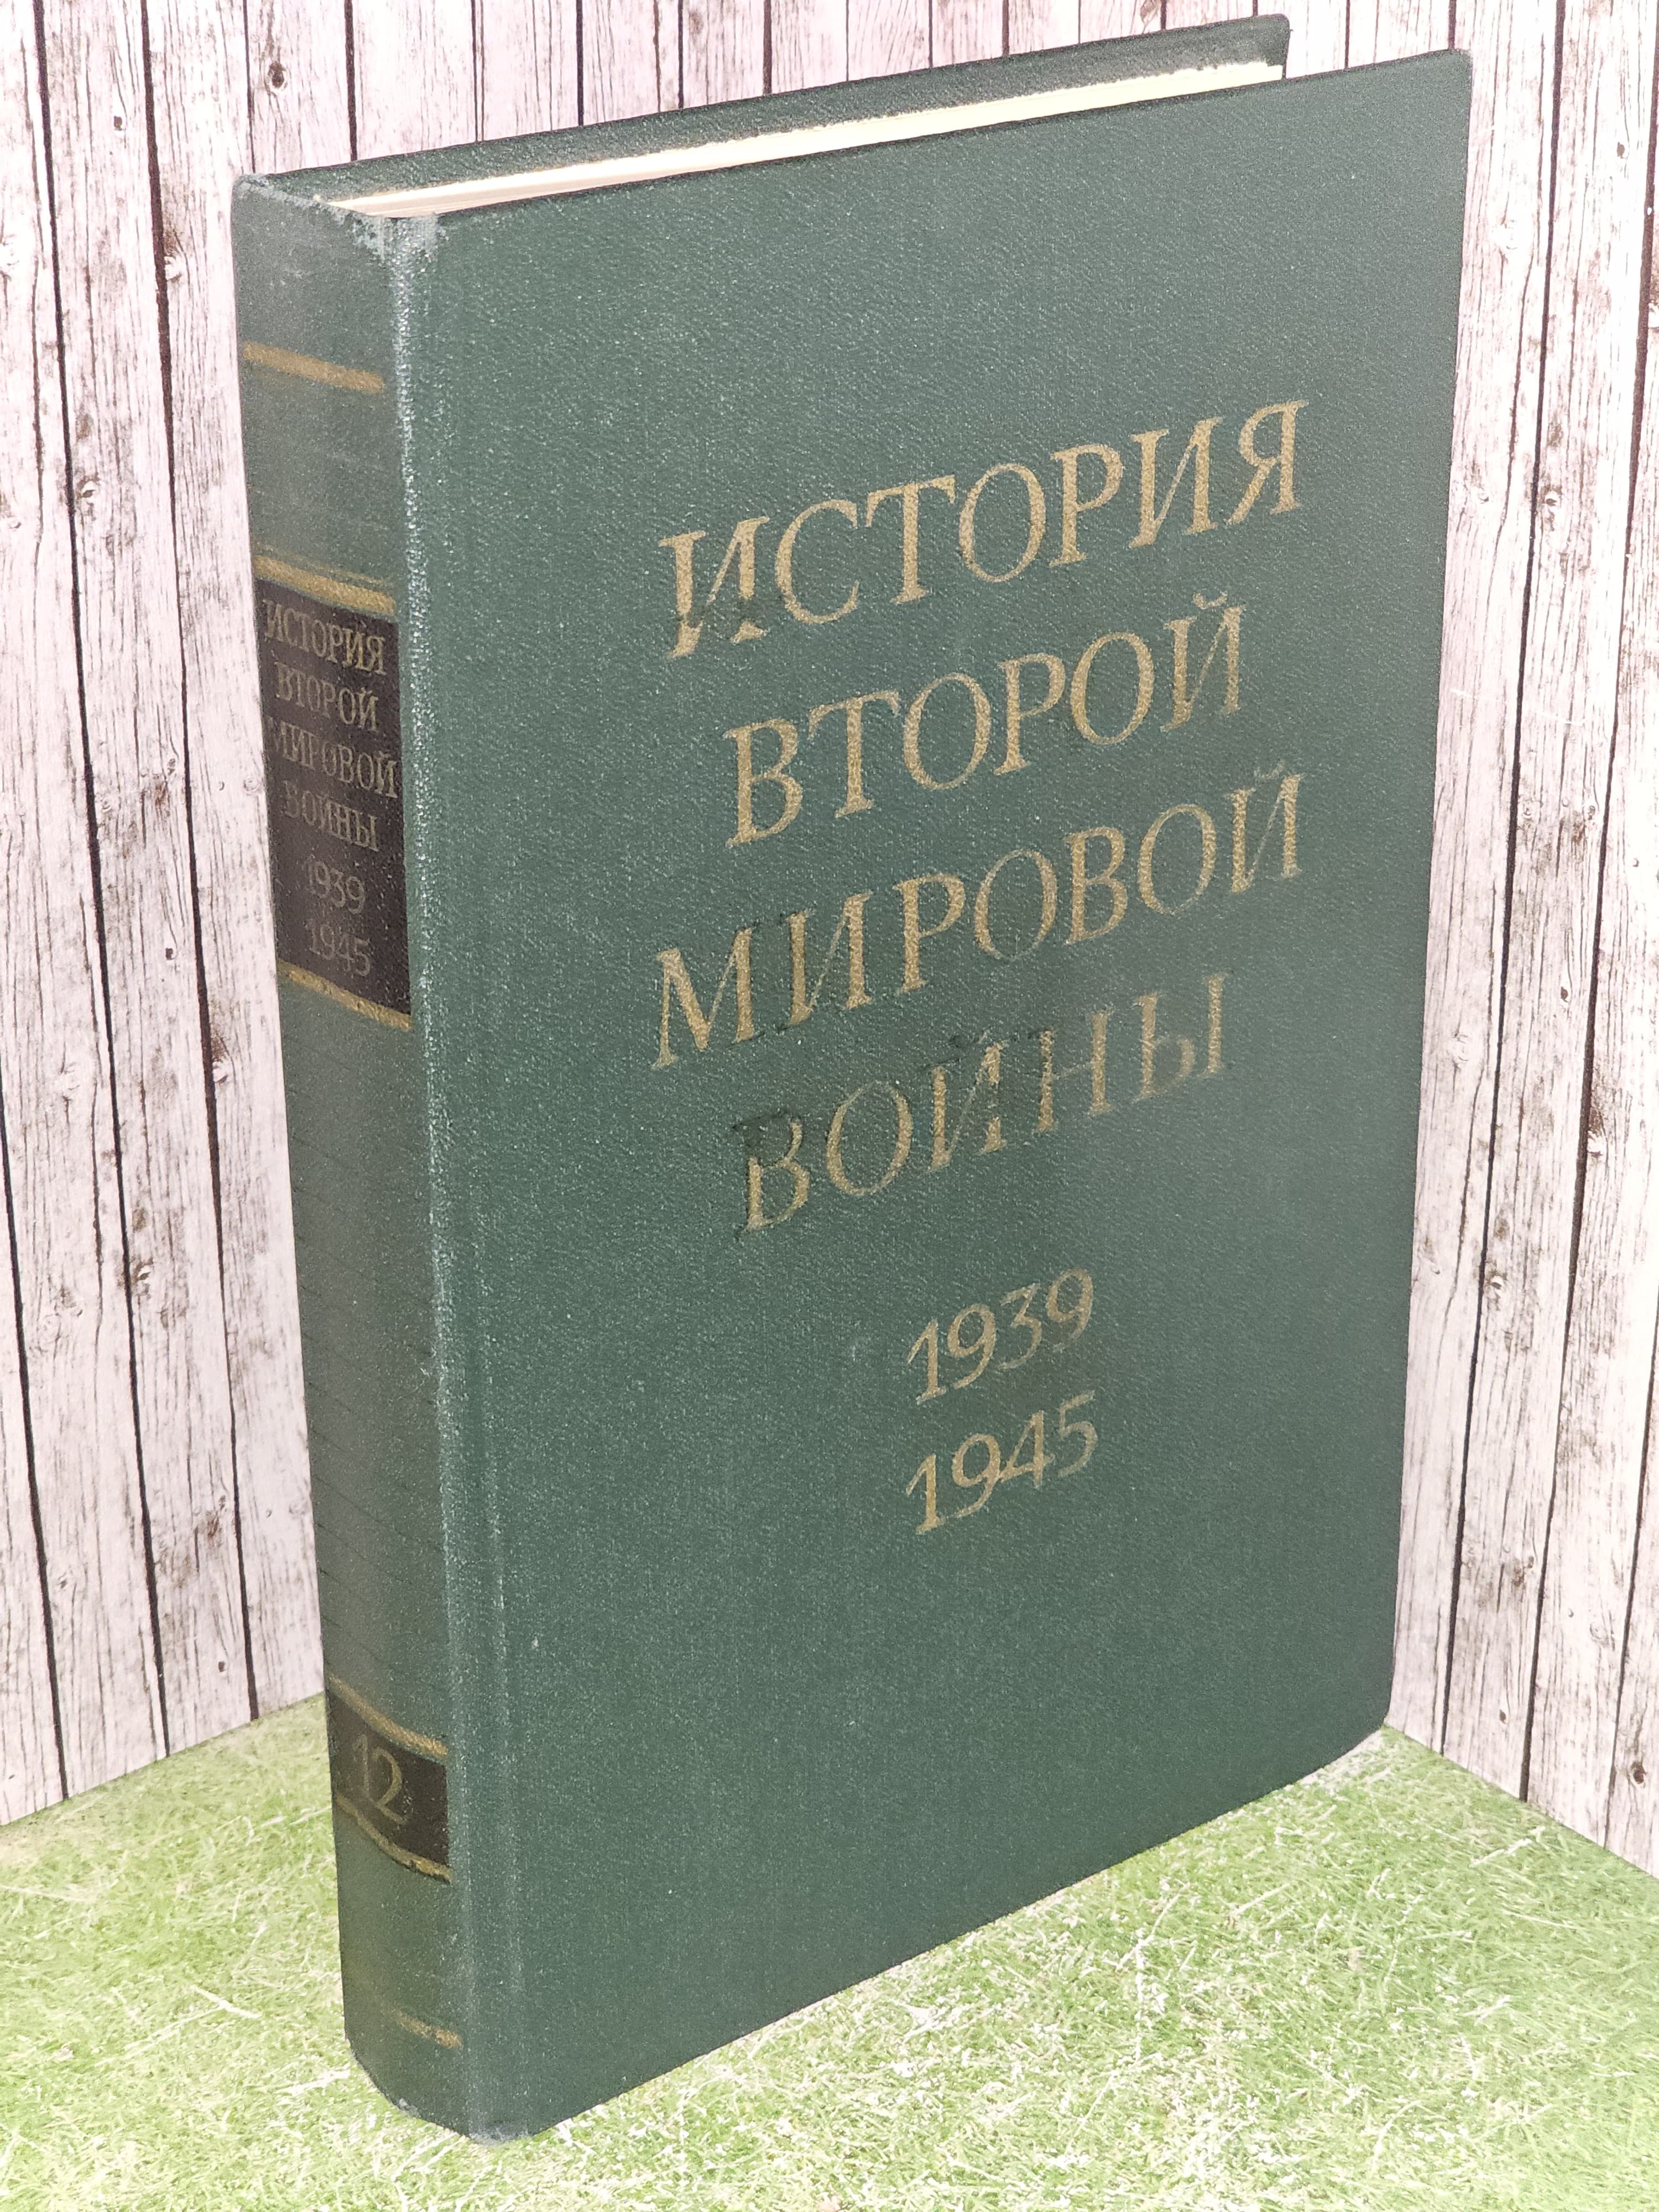 ИСТОРИЯ
ВТОРОЙ
МИРОВОЙ
ВОЙНЫ
1939
1945
12
ИСТОРИЯ
ВТОРОЙ
МИРОВОЙ
ВОЙНЫ
1939
1945